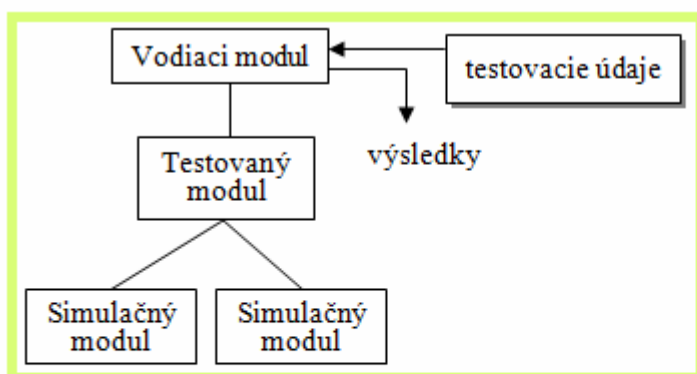 Vodiaci modul
testovacie údaje
výsledky
Testovaný
modul
Simulačný
modul
Simulačný
modul